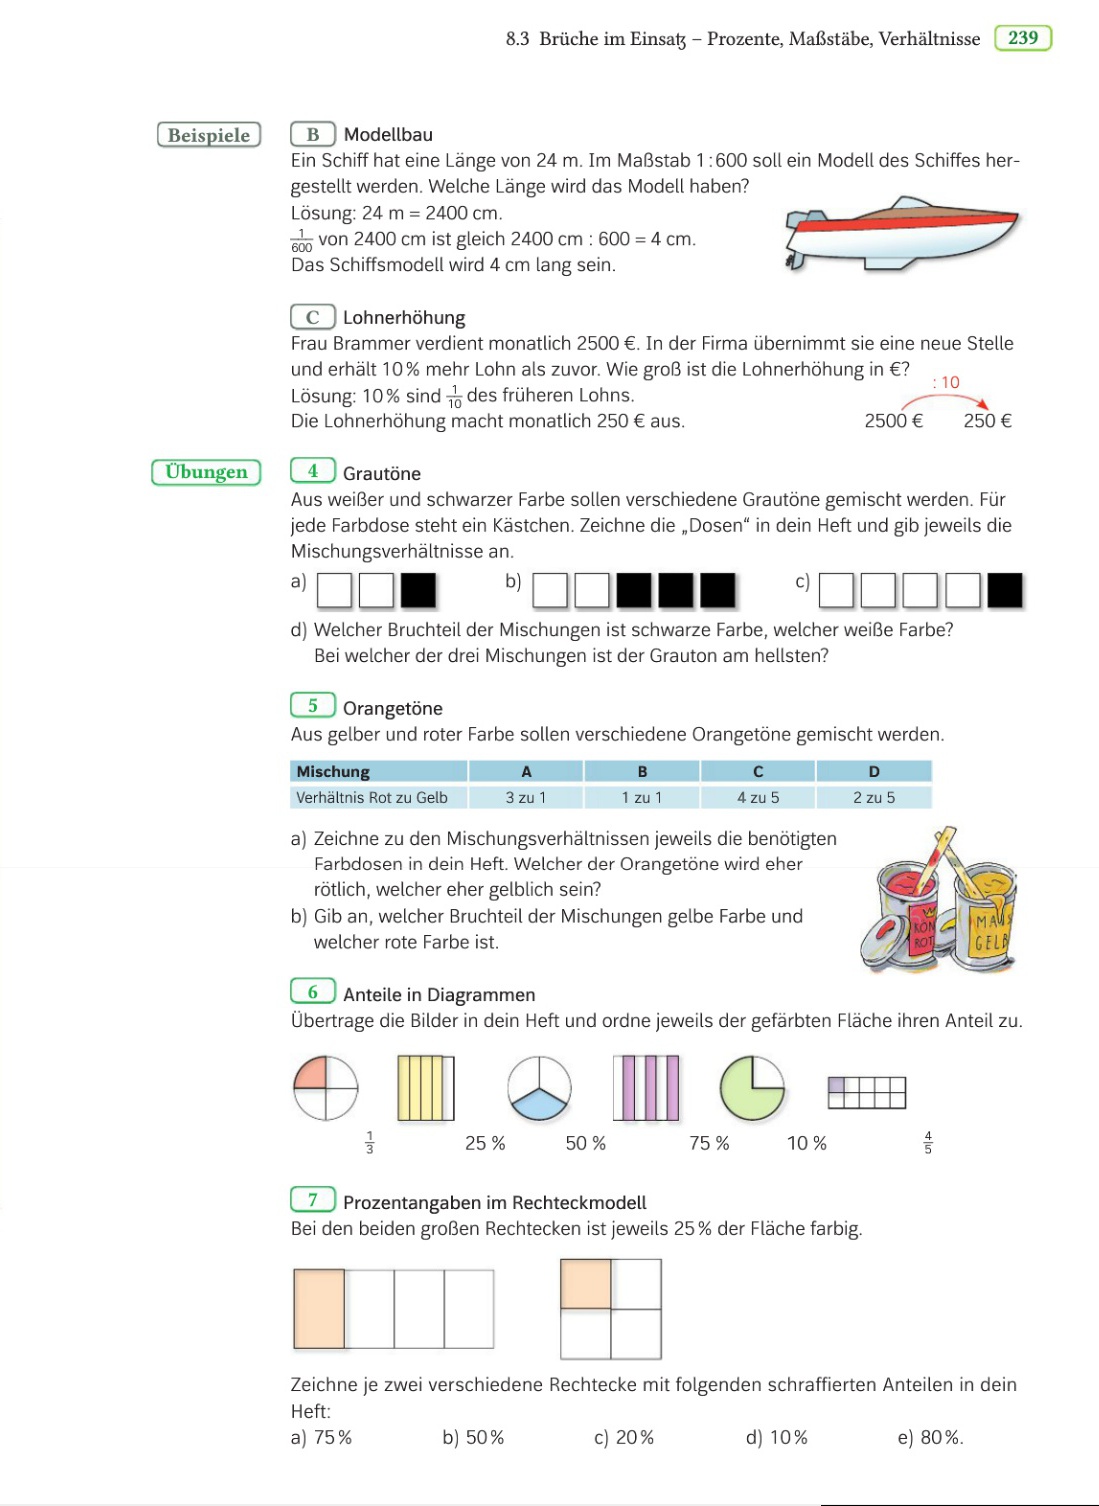 8.3 Brüche im Einsatz – Prozente, Maßstäbe, Verhältnisse 239
Beispiele
B Modellbau
Ein Schiff hat eine Länge von 24 m. Im Maßstab 1:600 soll ein Modell des Schiffes her-
gestellt werden. Welche Länge wird das Modell haben?
Lösung: 24 m = 2400 cm.
1/600 von 2400 cm ist gleich 2400 cm : 600 = 4 cm.
Das Schiffsmodell wird 4 cm lang sein.
C Lohnerhöhung
Frau Brammer verdient monatlich 2500 €. In der Firma übernimmt sie eine neue Stelle
und erhält 10 % mehr Lohn als zuvor. Wie groß ist die Lohnerhöhung in €?
: 10
Lösung: 10 % sind 1/10 des früheren Lohns.
Die Lohnerhöhung macht monatlich 250 € aus. 2500 € 250 €
Übungen
4 Grautöne
Aus weißer und schwarzer Farbe sollen verschiedene Grautöne gemischt werden. Für
jede Farbdose steht ein Kästchen. Zeichne die „Dosen“ in dein Heft und gib jeweils die
Mischungsverhältnisse an.
a) b) c)
d) Welcher Bruchteil der Mischungen ist schwarze Farbe, welcher weiße Farbe?
Bei welcher der drei Mischungen ist der Grauton am hellsten?
5 Orangetöne
Aus gelber und roter Farbe sollen verschiedene Orangetöne gemischt werden.
Mischung A B C D
Verhältnis Rot zu Gelb 3 zu 1 1 zu 1 4 zu 5 2 zu 5
a) Zeichne zu den Mischungsverhältnissen jeweils die benötigten
Farbdosen in dein Heft. Welcher der Orangetöne wird eher
rötlich, welcher eher gelblich sein?
b) Gib an, welcher Bruchteil der Mischungen gelbe Farbe und
welcher rote Farbe ist.
ROT
GELB
6 Anteile in Diagrammen
Übertrage die Bilder in dein Heft und ordne jeweils der gefärbten Fläche ihren Anteil zu.
1/3 25 % 50 % 75 % 10 % 4/5
7 Prozentangaben im Rechteckmodell
Bei den beiden großen Rechtecken ist jeweils 25 % der Fläche farbig.
Zeichne je zwei verschiedene Rechtecke mit folgenden schraffierten Anteilen in dein
Heft:
a) 75 % b) 50 % c) 20 % d) 10 % e) 80 %.